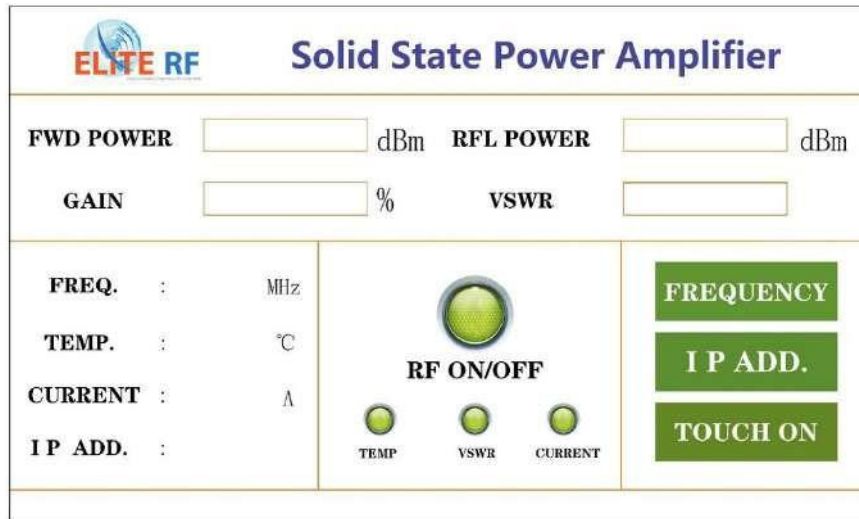 ELITE RF
Solid State Power Amplifier
FWD POWER dBm RFL POWER dBm
GAIN % VSWR
FREQ. : MHz
TEMP. : ℃
CURRENT : A
I P ADD. :
RF ON/OFF
TEMP VSWR CURRENT
FREQUENCY
I P ADD.
TOUCH ON